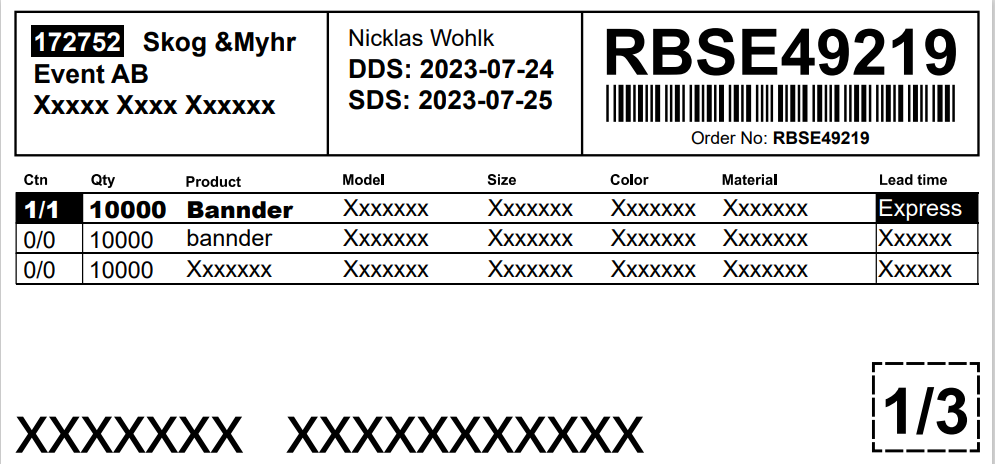 172752 Skog &Myhr
Event AB
Xxxxx Xxxx Xxxxxx
Nicklas Wohlk
DDS: 2023-07-24
SDS: 2023-07-25
RBSE49219
Order No: RBSE49219
Ctn Qty Product Model Size Color Material Lead time
1/1 10000 Bannder Xxxxxxx Xxxxxxx Xxxxxxx Xxxxxxx Express
0/0 10000 bannder Xxxxxxx Xxxxxxx Xxxxxxx Xxxxxxx Xxxxxx
0/0 10000 Xxxxxxx Xxxxxxx Xxxxxxx Xxxxxxx Xxxxxxx Xxxxxx
XXXXXXX XXXXXXXXXXX
1/3